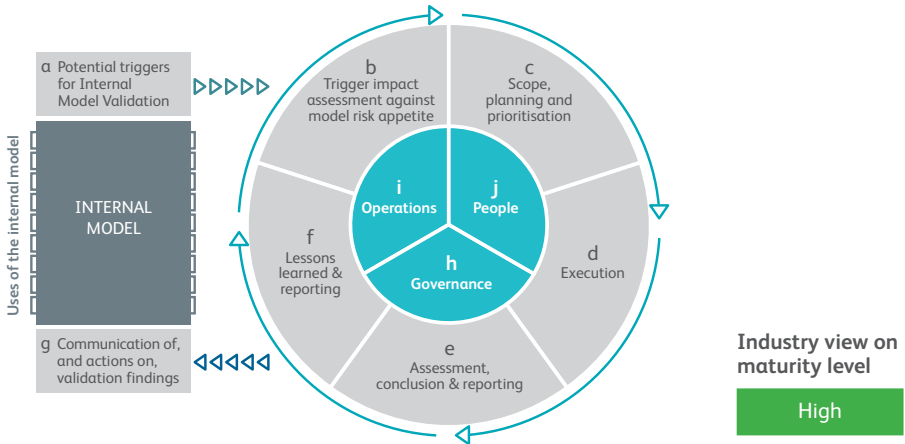 a Potential triggers
for Internal
Model Validation
Uses of the internal model
INTERNAL
MODEL
g Communication of,
and actions on,
validation findings
b
Trigger impact
assessment against
model risk appetite
c
Scope,
planning and
prioritisation
d
Execution
e
Assessment,
conclusion & reporting
f
Lessons
learned &
reporting
i
Operations
j
People
h
Governance
Industry view on
maturity level
High